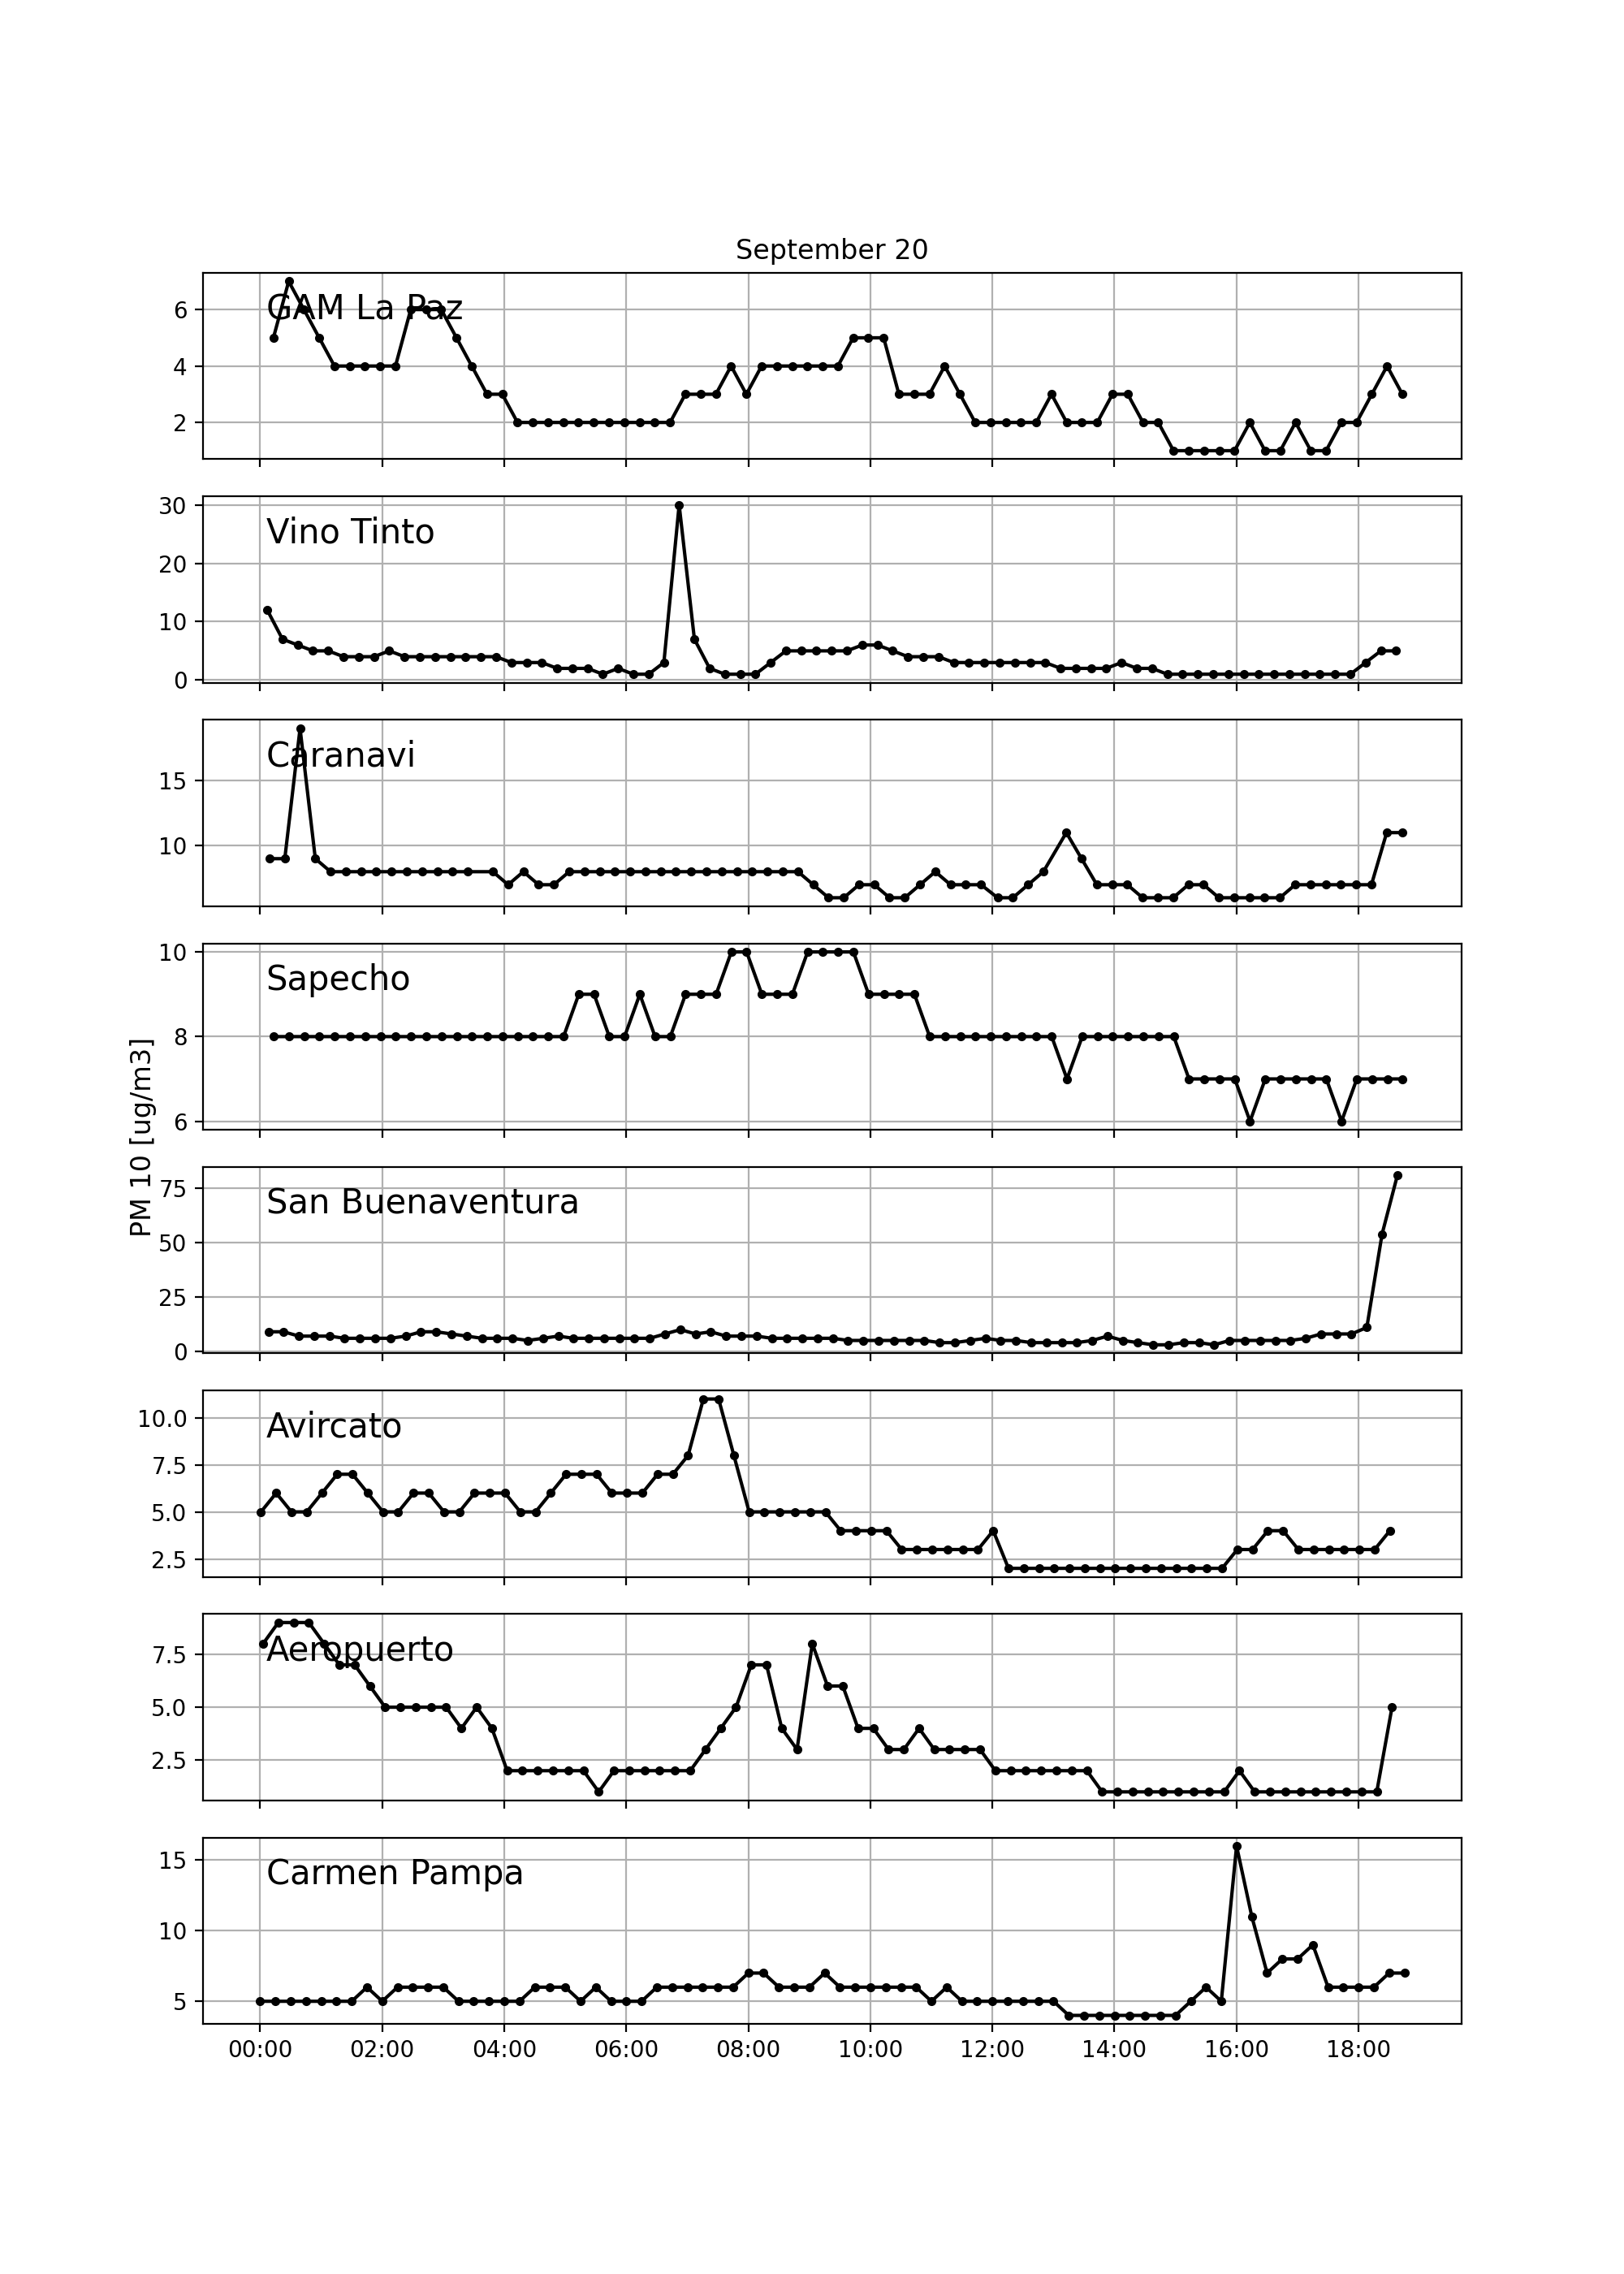 September 20
GAM La Paz
6
4
2
Vino Tinto
30
20
10
0
Caranavi
15
10
Sapecho
10
8
6
PM 10 [ug/m3]
San Buenaventura
75
50
25
0
Avircato
10.0
7.5
5.0
2.5
Aeropuerto
7.5
5.0
2.5
Carmen Pampa
15
10
5
00:00 02:00 04:00 06:00 08:00 10:00 12:00 14:00 16:00 18:00